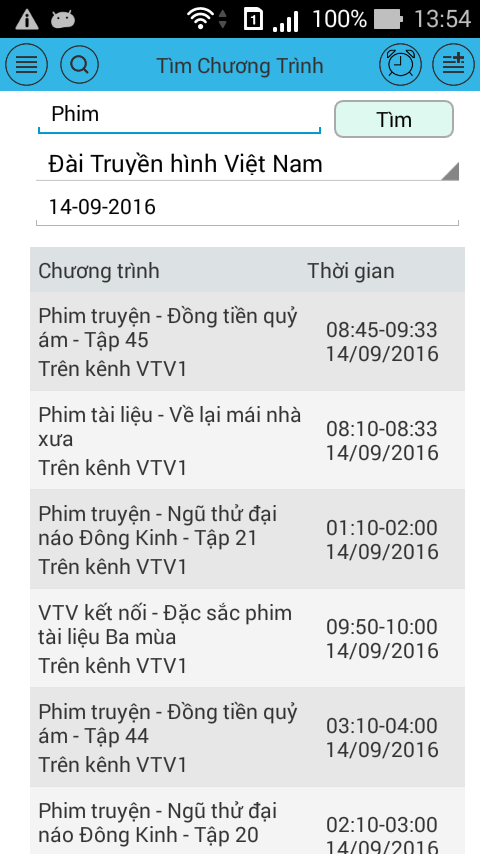 1 100% 13:54
Tìm Chương Trình
Phim Tìm
Đài Truyền hình Việt Nam
14-09-2016
Chương trình Thời gian
Phim truyện - Đồng tiền quỷ
ám - Tập 45
Trên kênh VTV1
08:45-09:33
14/09/2016
Phim tài liệu - Về lại mái nhà
xưa
Trên kênh VTV1
08:10-08:33
14/09/2016
Phim truyện - Ngũ thử đại
náo Đông Kinh - Tập 21
Trên kênh VTV1
01:10-02:00
14/09/2016
VTV kết nối - Đặc sắc phim
tài liệu Ba mùa
Trên kênh VTV1
09:50-10:00
14/09/2016
Phim truyện - Đồng tiền quỷ
ám - Tập 44
Trên kênh VTV1
03:10-04:00
14/09/2016
Phim truyện - Ngũ thử đại
náo Đông Kinh - Tập 20
02:10-03:00
14/09/2016